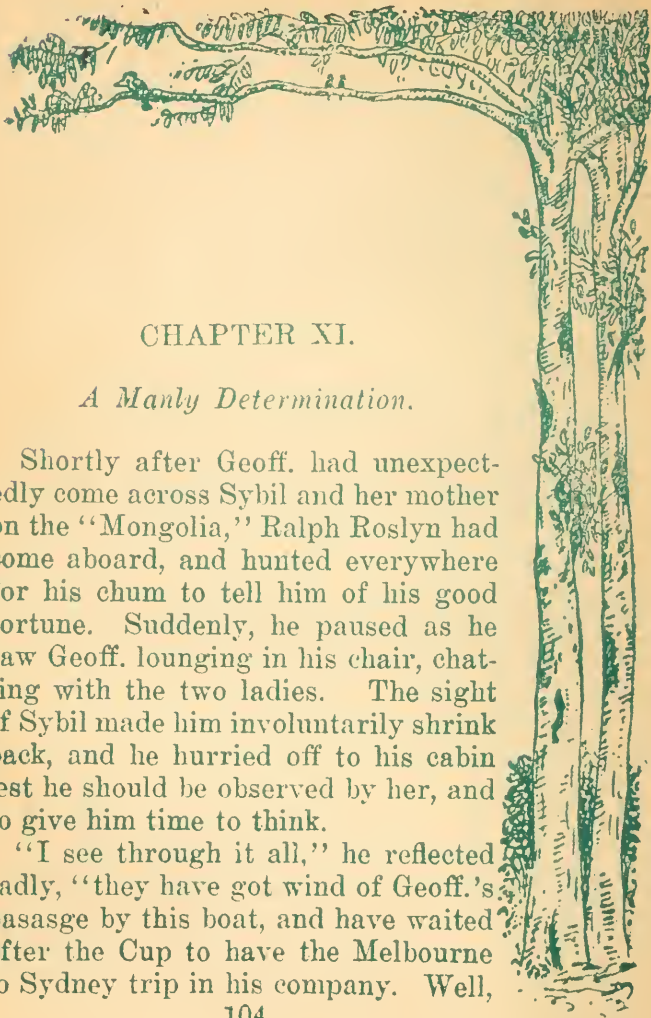 CHAPTER XI.
A Manly Determination.
Shortly after Geoff. had unexpect-
edly come across Sybil and her mother
on the "Mongolia," Ralph Roslyn had
come aboard, and hunted everywhere
or his chum to tell him of his good
ortune. Suddenly, he paused as he
aw Geoff. lounging in his chair, chat-
ing with the two ladies. The sight
f Sybil made him involuntarily shrink
back, and he hurried off to his cabin
est he should be observed by her, and
o give him time to think.
"I see through it all," he reflected
adly, "they have got wind of Geoff.'s
pasasge by this boat, and have waited
fter the Cup to have the Melbourne
o Sydney trip in his company. Well,
104